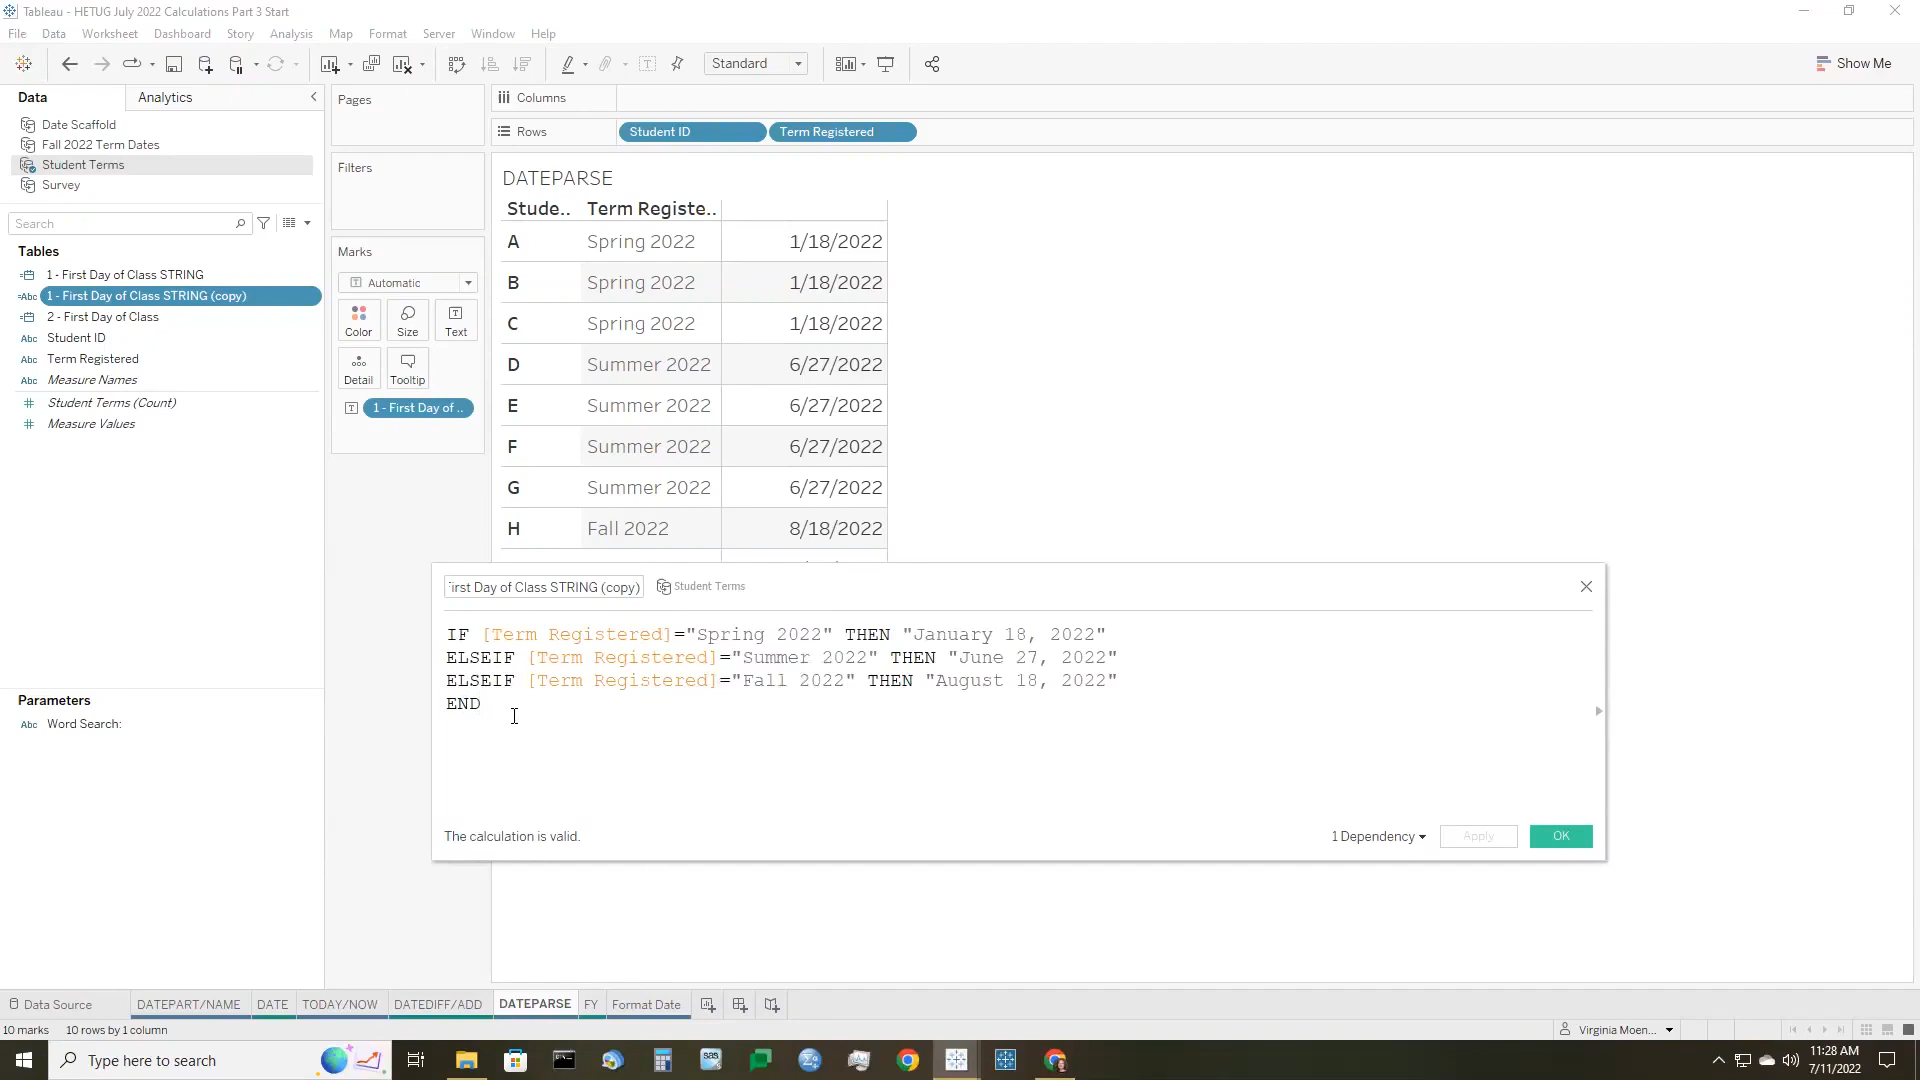 Tableau - HETUG July 2022 Calculations Part 3 Start
File Data Worksheet Dashboard Story Analysis Map Format Server Window Help
Standard
Show Me
Data Analytics
Date Scaffold
Fall 2022 Term Dates
Student Terms
Survey
Search
Tables
=Abc 1 - First Day of Class STRING
1 - First Day of Class STRING (copy)
2 - First Day of Class
Abc Student ID
Abc Term Registered
Abc Measure Names
Student Terms (Count)
Measure Values
Parameters
Abc Word Search:
Pages
Filters
Marks
Automatic
Color Size Text
Detail Tooltip
1 - First Day of ..
Columns
Rows Student ID Term Registered
DATEPARSE
Stude.. Term Registe..
A Spring 2022 1/18/2022
B Spring 2022 1/18/2022
C Spring 2022 1/18/2022
D Summer 2022 6/27/2022
E Summer 2022 6/27/2022
F Summer 2022 6/27/2022
G Summer 2022 6/27/2022
H Fall 2022 8/18/2022
irst Day of Class STRING (copy) Student Terms
IF [Term Registered]="Spring 2022" THEN "January 18, 2022"
ELSEIF [Term Registered]="Summer 2022" THEN "June 27, 2022"
ELSEIF [Term Registered]="Fall 2022" THEN "August 18, 2022"
END
The calculation is valid.
1 Dependency Apply OK
Data Source DATEPART/NAME DATE TODAY/NOW DATEDIFF/ADD DATEPARSE FY Format Date
10 marks 10 rows by 1 column
Virginia Moen...
Type here to search
sas
11:28 AM
7/11/2022